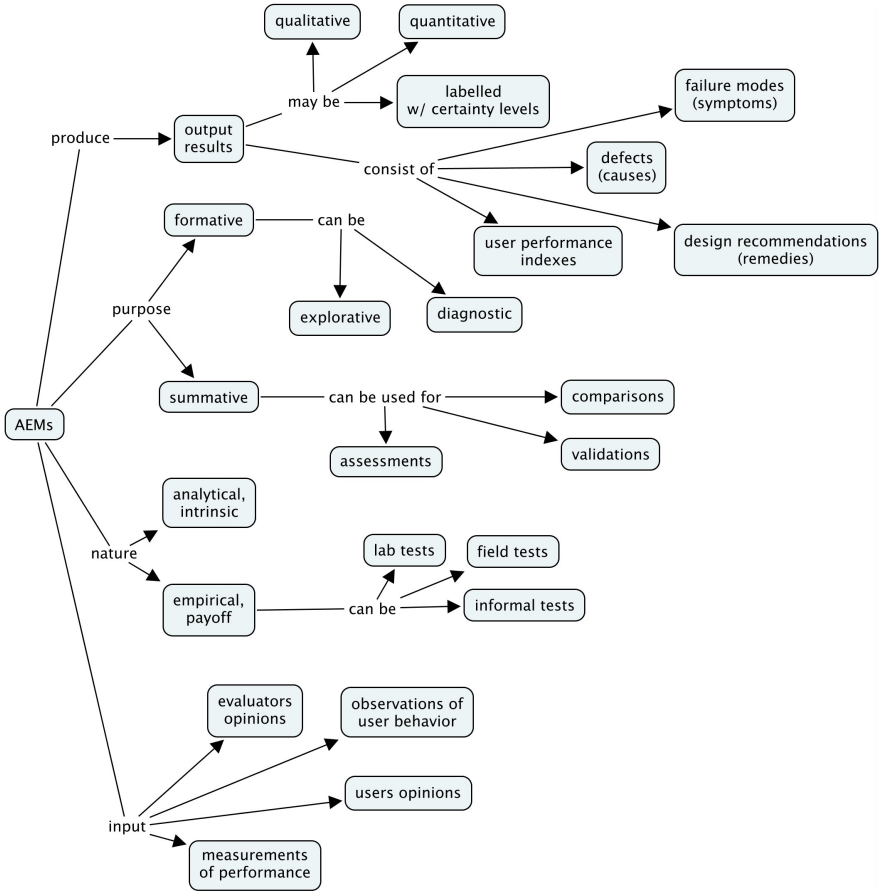 qualitative
quantitative
may be
labelled
w/ certainty levels
failure modes
(symptoms)
produce
output
results
consist of
defects
(causes)
user performance
indexes
design recommendations
(remedies)
formative
can be
explorative
diagnostic
purpose
summative
can be used for
comparisons
assessments
validations
AEMs
analytical,
intrinsic
nature
empirical,
payoff
can be
lab tests
field tests
informal tests
evaluators
opinions
observations of
user behavior
users opinions
input
measurements
of performance